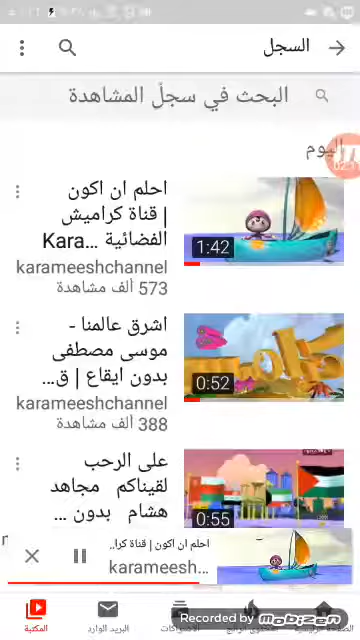 السجل
البحث في سجلّ المشاهدة
اليوم
احلم ان اكون
| قناة كراميش
الفضائية ...Kara
karameeshchannel
573 ألف مشاهدة
1:42
اشرق عالمنا -
موسى مصطفى
بدون ايقاع | ق...
karameeshchannel
388 ألف مشاهدة
0:52
على الرحب
لقيناكم مجاهد
هشام بدون ...
0:55
احلم ان اكون | قناة كرا..
karameesh...
المكتبة
البريد الوارد
Recorded by mobizen